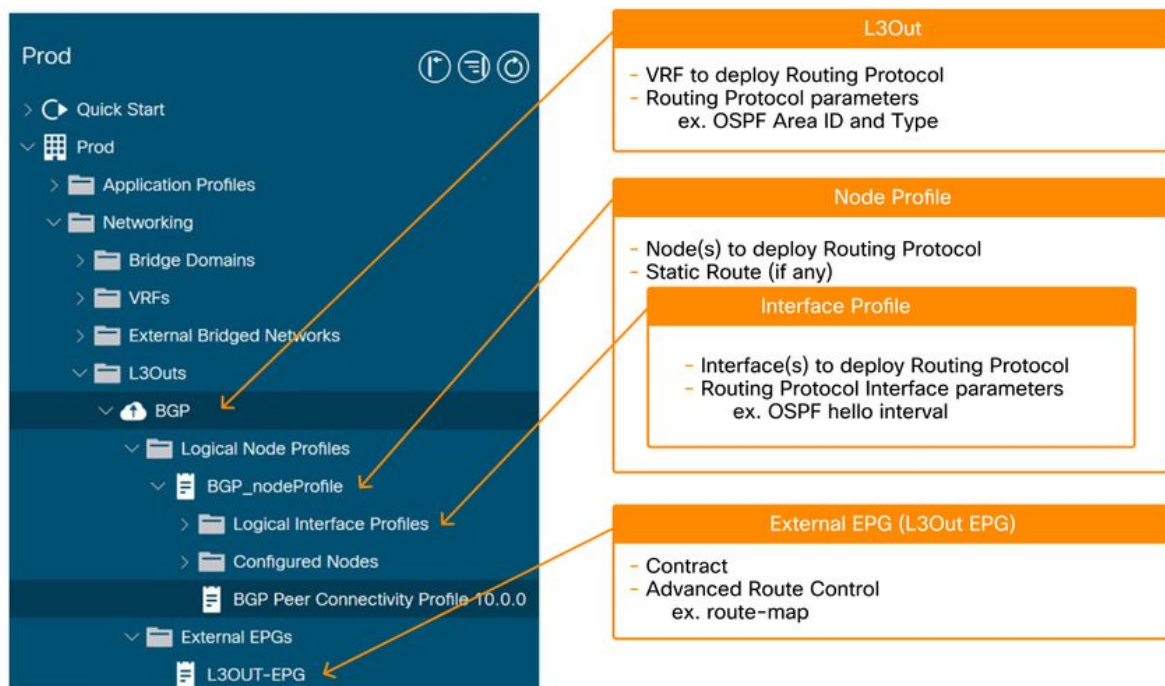 Prod
Quick Start
Prod
Application Profiles
Networking
Bridge Domains
VRFs
External Bridged Networks
L3Outs
BGP
Logical Node Profiles
BGP_nodeProfile
Logical Interface Profiles
Configured Nodes
BGP Peer Connectivity Profile 10.0.0
External EPGs
L3OUT-EPG
L3Out
- VRF to deploy Routing Protocol
- Routing Protocol parameters
ex. OSPF Area ID and Type
Node Profile
- Node(s) to deploy Routing Protocol
- Static Route (if any)
Interface Profile
- Interface(s) to deploy Routing Protocol
- Routing Protocol Interface parameters
ex. OSPF hello interval
External EPG (L3Out EPG)
- Contract
- Advanced Route Control
ex. route-map